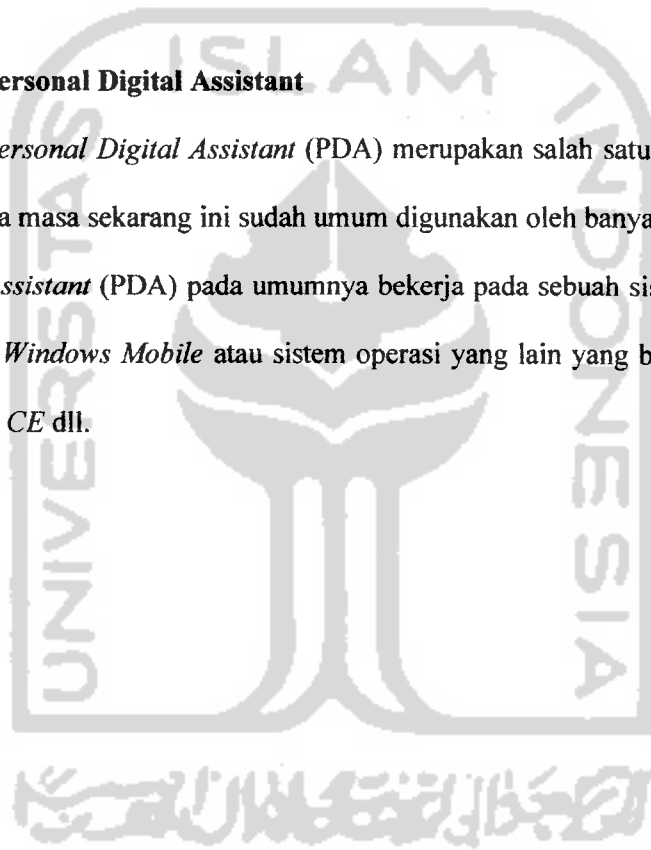 ISLAM
UNIVERSITAS
INDONESIA
ersonal Digital Assistant
ersonal Digital Assistant (PDA) merupakan salah satu
a masa sekarang ini sudah umum digunakan oleh banya
ssistant (PDA) pada umumnya bekerja pada sebuah sis
Windows Mobile atau sistem operasi yang lain yang b
CE dll.